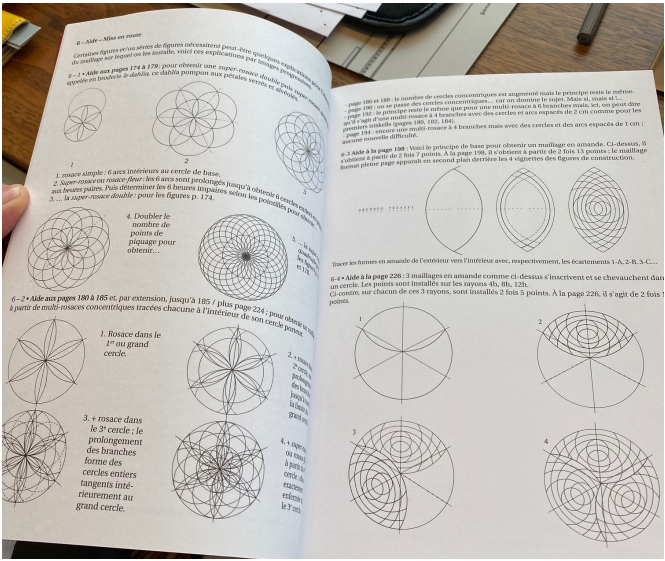 6 – Aide – Mise en route
Certaines figures et/ou séries de figures nécessitent peut-être quelques explications
du maillage sur lequel on les installe, voici ces explications par images
6 – 1 • Aide aux pages 174 à 179 ; pour obtenir une super-rosace double puis super
appelée en broderie le dahlia, ce dahlia pompon aux pétales serrés et
1
2
3
1. rosace simple : 6 arcs intérieurs au cercle de base.
2. Super-rosace ou rosace-fleur : les 6 arcs sont prolongés jusqu'à obtenir 6 cercles
aux heures paires. Puis déterminer les 6 heures impaires selon les pointillés pour
3. ... la super-rosace double : pour les figures p. 174.
4. Doubler le
nombre de
points de
piquage pour
obtenir…
5. ... la
6 – 2 • Aide aux pages 180 à 185 et, par extension, jusqu'à 185 / plus page 224 ; pour
à partir de multi-rosaces concentriques tracées chacune à l'intérieur de son cercle porteur
1. Rosace dans le
1er ou grand
cercle.
2. + rosace
2e cercle
3. + rosace dans
le 3e cercle ; le
prolongement
des branches
forme des
cercles entiers
tangents inté-
rieurement au
grand cercle.
4. + super
ou
à partir
cercle
le 3e
- page 186 et 188 : le nombre de cercles concentriques est augmenté mais le principe reste le même.
- page 190 : on se passe des cercles concentriques… car on domine le sujet. Mais si, mais si !…
- page 192 : le principe reste le même que pour une multi-rosace à 6 branches mais, ici, on peut dire
qu'il s'agit d'une multi-rosace à 4 branches avec des cercles et arcs espacés de 2 cm comme pour les
premiers triskells (pages 180, 182, 184).
- page 194 : encore une multi-rosace à 4 branches mais avec des cercles et des arcs espacés de 1 cm ;
aucune nouvelle difficulté.
6-3 Aide à la page 198 : Voici le principe de base pour obtenir un maillage en amande. Ci-dessus, il
s'obtient à partir de 2 fois 7 points. À la page 198, il s'obtient à partir de 2 fois 13 points ; le maillage
format pleine page apparaît en second plan derrière les 4 vignettes des figures de construction.
Tracer les formes en amande de l'extérieur vers l'intérieur avec, respectivement, les écartements 1-A, 2-B, 3-C…
6-4 • Aide à la page 226 : 3 maillages en amande comme ci-dessus s'inscrivent et se chevauchent dans
un cercle. Les points sont installés sur les rayons 4h, 8h, 12h.
Ci-contre, sur chacun de ces 3 rayons, sont installés 2 fois 5 points. À la page 226, il s'agit de 2 fois
points.
1
2
3
4